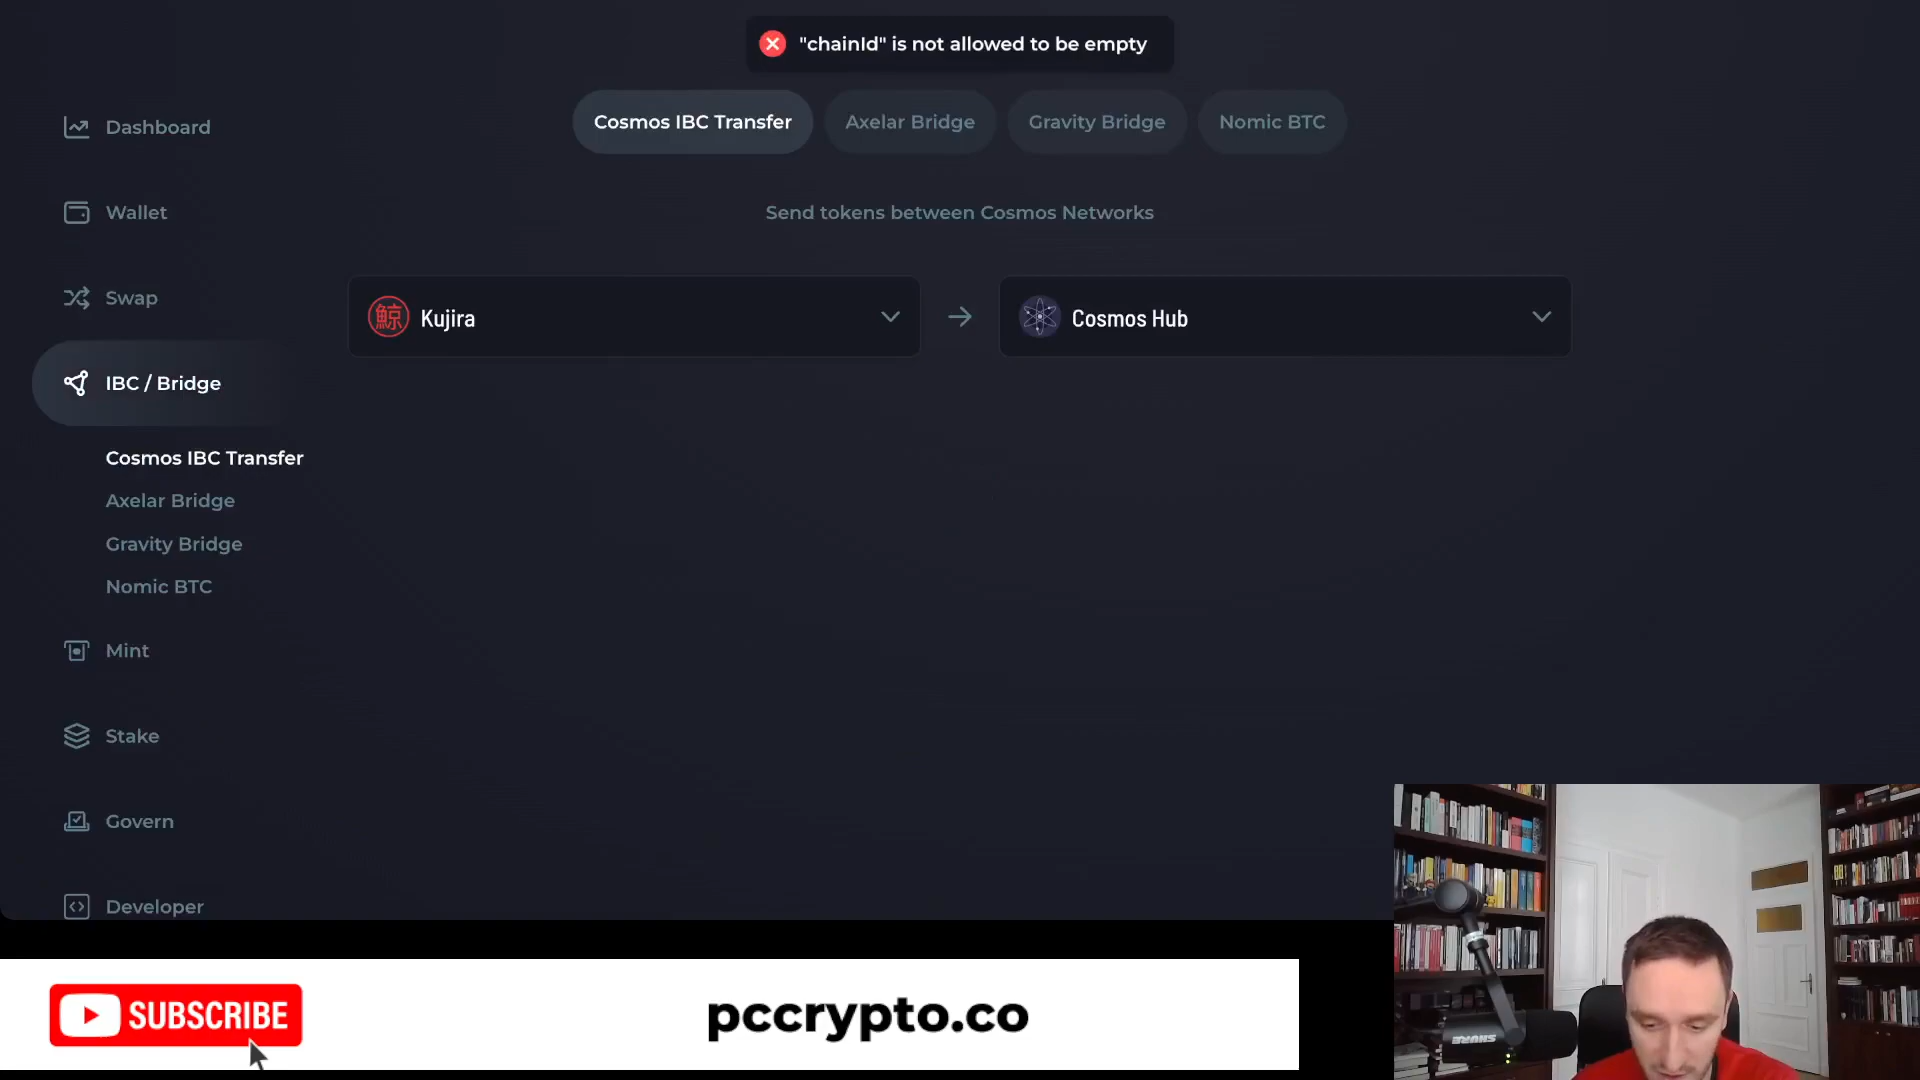 "chainId" is not allowed to be empty
Cosmos IBC Transfer
Axelar Bridge
Gravity Bridge
Nomic BTC
Send tokens between Cosmos Networks
Dashboard
Wallet
Swap
IBC / Bridge
Cosmos IBC Transfer
Axelar Bridge
Gravity Bridge
Nomic BTC
Mint
Stake
Govern
Developer
鯨 Kujira
Cosmos Hub
SUBSCRIBE
pccrypto.co
SHURE